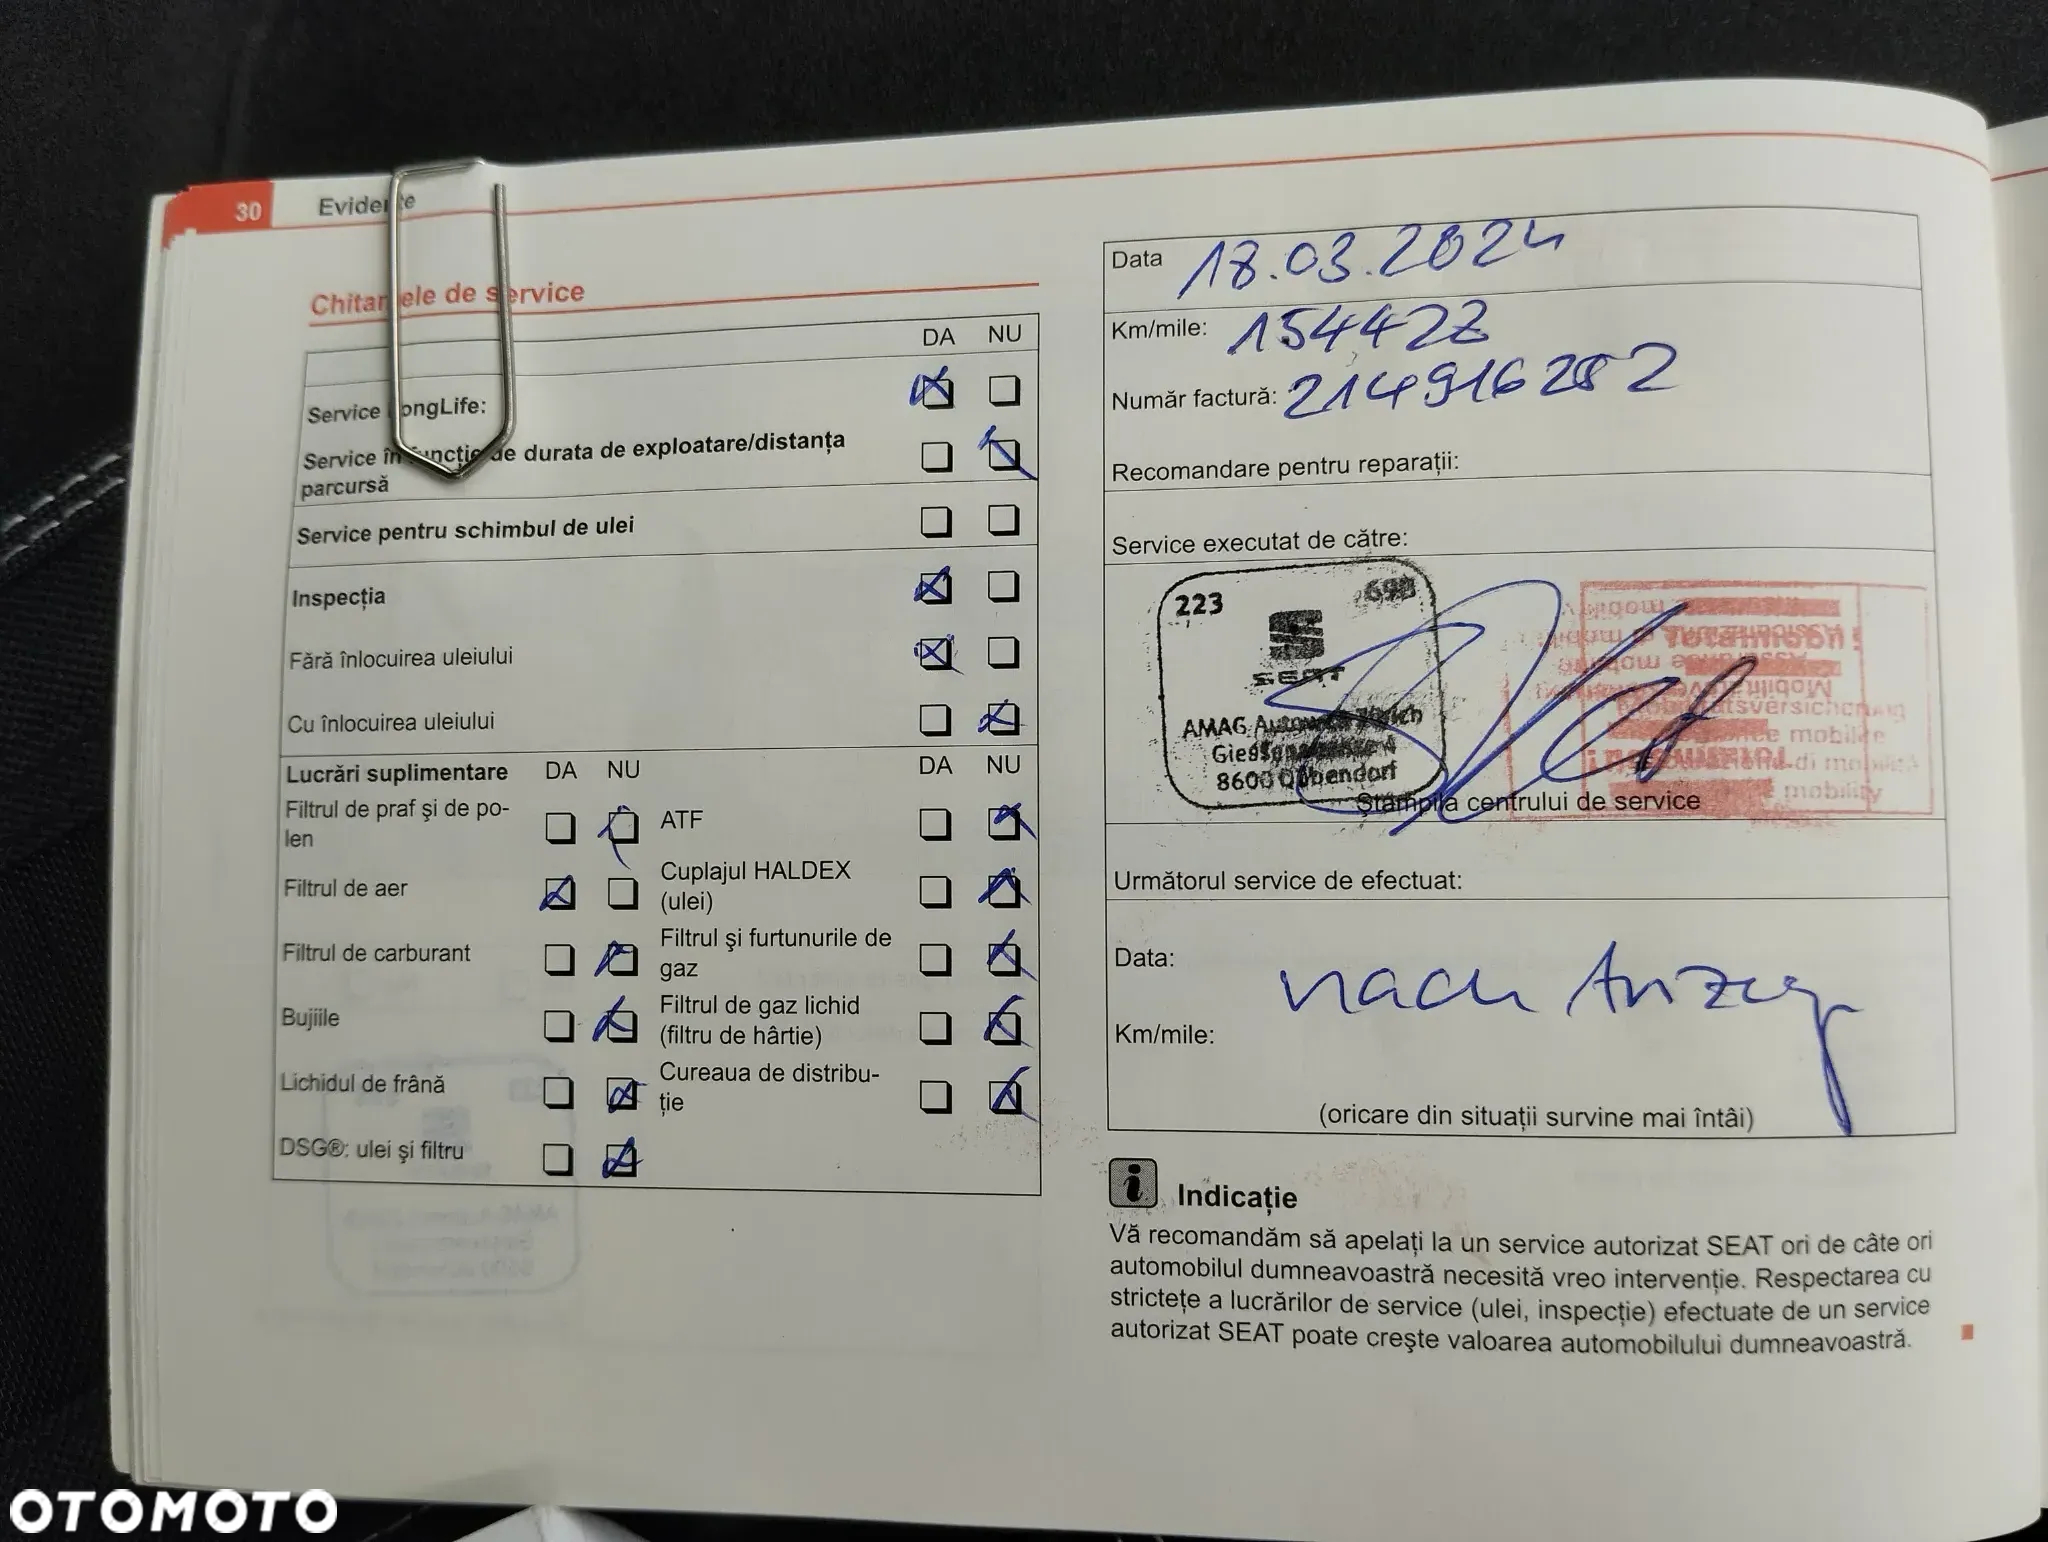 30
Chitanțele de service
DA NU
Service LongLife:
Service în funcție de durata de exploatare/distanța
parcursă
Service pentru schimbul de ulei
Inspecția
Fără înlocuirea uleiului
Cu înlocuirea uleiului
Lucrări suplimentare DA NU DA NU
Filtrul de praf și de po-
len
ATF
Filtrul de aer
Cuplajul HALDEX
(ulei)
Filtrul de carburant
Filtrul și furtunurile de
gaz
Bujiile
Filtrul de gaz lichid
(filtru de hârtie)
Lichidul de frână
Cureaua de distribu-
ție
DSG®: ulei și filtru
Data 18.03.2024
Km/mile: 154427
Număr factură: 214916282
Recomandare pentru reparații:
Service executat de către:
223
SEAT
AMAG
8600
Ștampila centrului de service
Următorul service de efectuat:
Data:
nach Anzeig
Km/mile:
(oricare din situații survine mai întâi)
i Indicație
Vă recomandăm să apelați la un service autorizat SEAT ori de câte ori
automobilul dumneavoastră necesită vreo intervenție. Respectarea cu
strictețe a lucrărilor de service (ulei, inspecție) efectuate de un service
autorizat SEAT poate crește valoarea automobilului dumneavoastră.
OTOMOTO